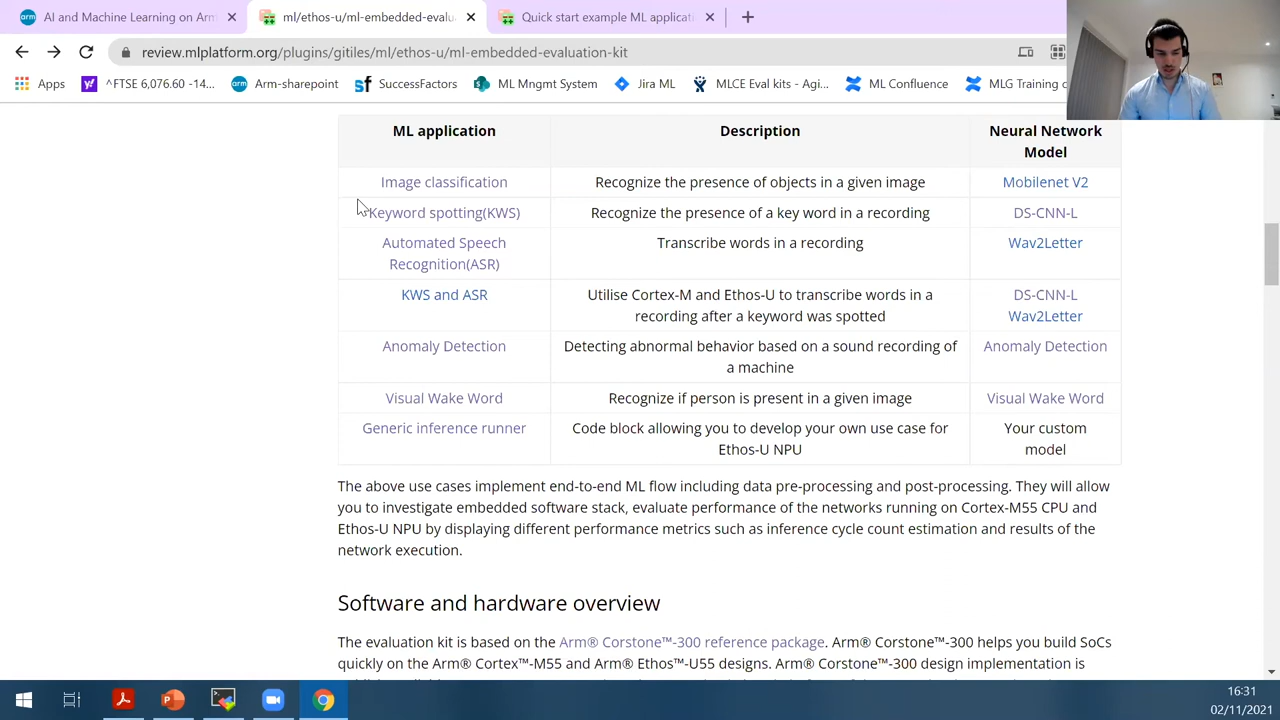 arm AI and Machine Learning on Arm
ml/ethos-u/ml-embedded-evalu
Quick start example ML applicati
review.mlplatform.org/plugins/gitiles/ml/ethos-u/ml-embedded-evaluation-kit
Apps ^FTSE 6,076.60 -14... arm Arm-sharepoint sf SuccessFactors ML Mngmt System Jira ML MLCE Eval kits - Agi... ML Confluence MLG Training
ML application Description Neural Network
Model
Image classification Recognize the presence of objects in a given image Mobilenet V2
Keyword spotting(KWS) Recognize the presence of a key word in a recording DS-CNN-L
Automated Speech Transcribe words in a recording Wav2Letter
Recognition(ASR)
KWS and ASR Utilise Cortex-M and Ethos-U to transcribe words in a DS-CNN-L
recording after a keyword was spotted Wav2Letter
Anomaly Detection Detecting abnormal behavior based on a sound recording of Anomaly Detection
a machine
Visual Wake Word Recognize if person is present in a given image Visual Wake Word
Generic inference runner Code block allowing you to develop your own use case for Your custom
Ethos-U NPU model
The above use cases implement end-to-end ML flow including data pre-processing and post-processing. They will allow
you to investigate embedded software stack, evaluate performance of the networks running on Cortex-M55 CPU and
Ethos-U NPU by displaying different performance metrics such as inference cycle count estimation and results of the
network execution.
Software and hardware overview
The evaluation kit is based on the Arm® Corstone™-300 reference package. Arm® Corstone™-300 helps you build SoCs
quickly on the Arm® Cortex™-M55 and Arm® Ethos™-U55 designs. Arm® Corstone™-300 design implementation is
16:31
02/11/2021